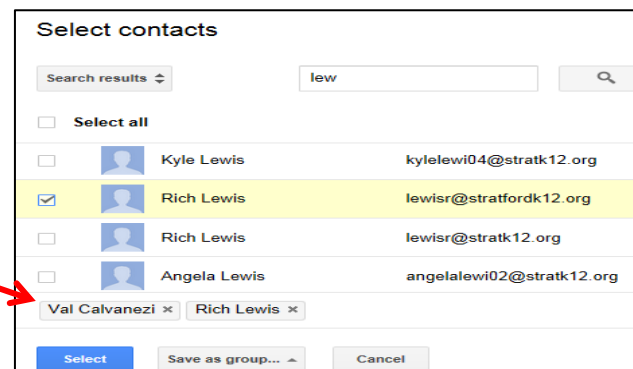 Select contacts
Search results lew
Select all
Kyle Lewis kylelewi04@stratk12.org
Rich Lewis lewisr@stratfordk12.org
Rich Lewis lewisr@stratk12.org
Angela Lewis angelalewi02@stratk12.org
Val Calvanezi × Rich Lewis ×
Select Save as group... Cancel